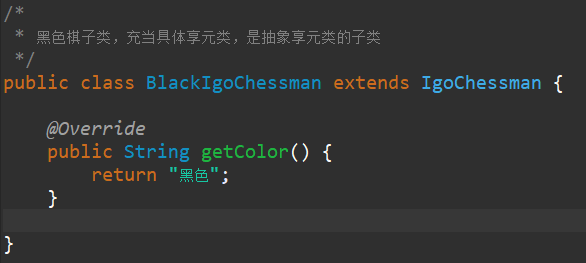 /*
 * 黑色棋子类，充当具体享元类，是抽象享元类的子类
 */
public class BlackIgoChessman extends IgoChessman {
    @Override
    public String getColor() {
        return "黑色";
    }
}